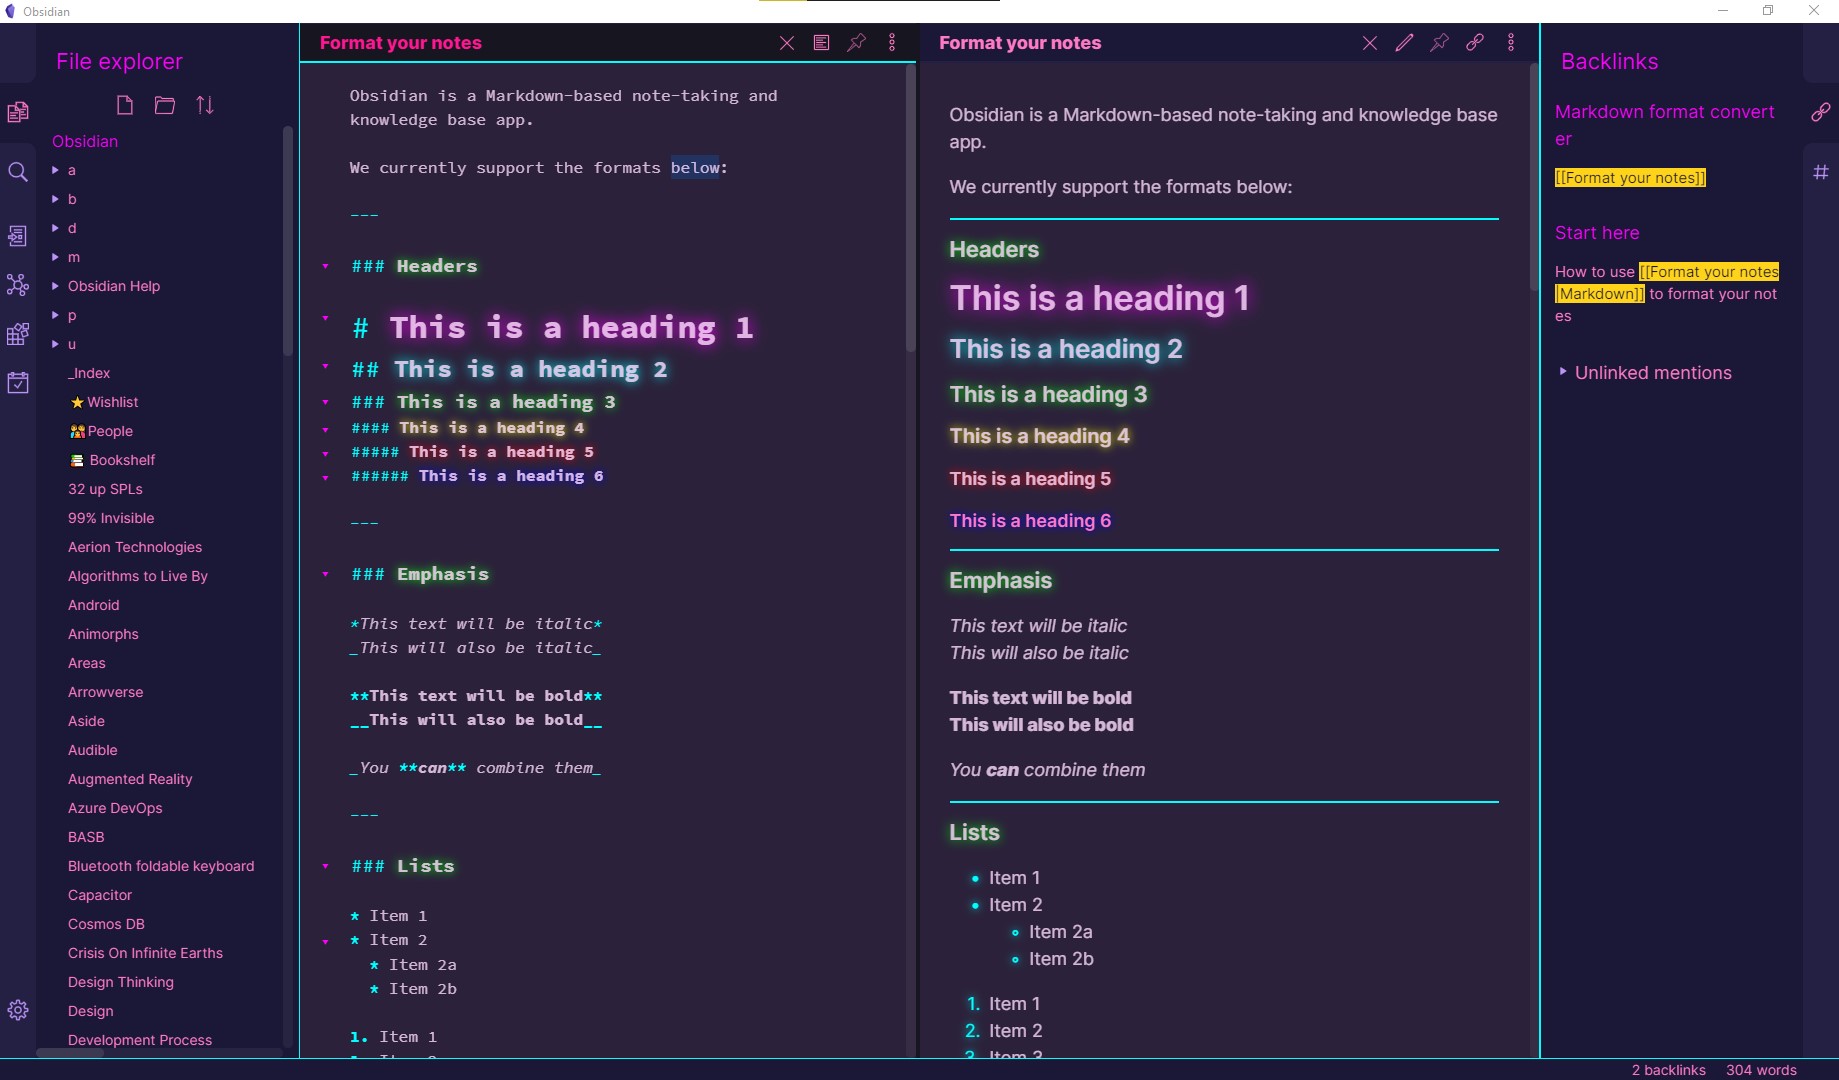 Obsidian
File explorer
Obsidian
a
b
d
m
Obsidian Help
p
u
_Index
⭐Wishlist
People
Bookshelf
32 up SPLs
99% Invisible
Aerion Technologies
Algorithms to Live By
Android
Animorphs
Areas
Arrowverse
Aside
Audible
Augmented Reality
Azure DevOps
BASB
Bluetooth foldable keyboard
Capacitor
Cosmos DB
Crisis On Infinite Earths
Design Thinking
Design
Development Process
Format your notes
Obsidian is a Markdown-based note-taking and
knowledge base app.
We currently support the formats below:
---
### Headers
# This is a heading 1
## This is a heading 2
### This is a heading 3
#### This is a heading 4
##### This is a heading 5
###### This is a heading 6
---
### Emphasis
*This text will be italic*
_This will also be italic_
**This text will be bold**
__This will also be bold__
_You **can** combine them_
---
### Lists
* Item 1
* Item 2
* Item 2a
* Item 2b
1. Item 1
Format your notes
Obsidian is a Markdown-based note-taking and knowledge base
app.
We currently support the formats below:
Headers
This is a heading 1
This is a heading 2
This is a heading 3
This is a heading 4
This is a heading 5
This is a heading 6
Emphasis
This text will be italic
This will also be italic
This text will be bold
This will also be bold
You can combine them
Lists
• Item 1
• Item 2
Item 2a
Item 2b
1. Item 1
2. Item 2
3. Item 3
Backlinks
Markdown format convert
er
[[Format your notes]]
Start here
How to use [[Format your notes
|Markdown]] to format your not
es
Unlinked mentions
2 backlinks 304 words